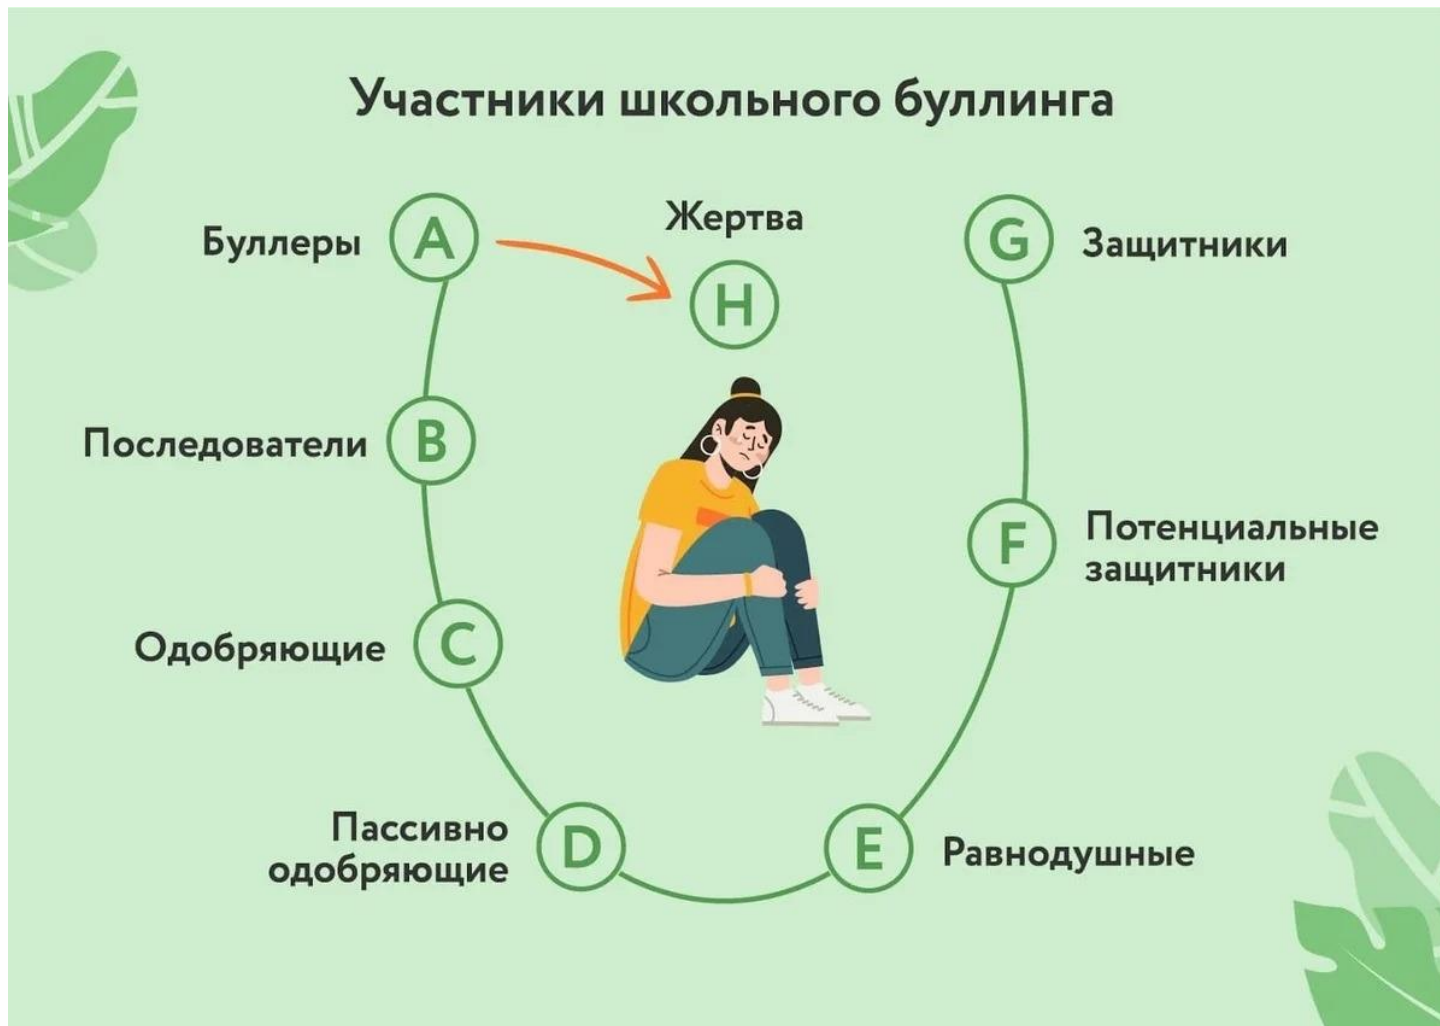 Участники школьного буллинга
Жертва
H
Буллеры A
G Защитники
Последователи B
F Потенциальные
защитники
Одобряющие C
Пассивно
одобряющие D
E Равнодушные